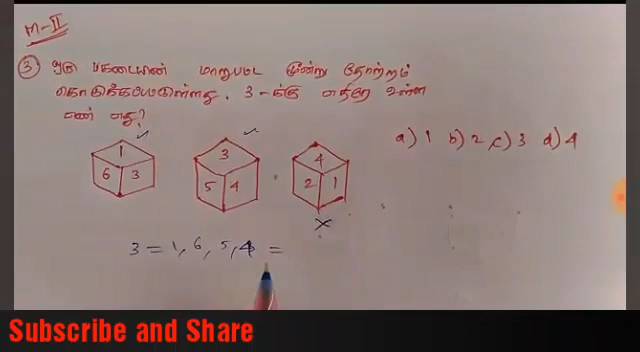 M-II
③ ஒரு பகடையின் மாறுபட்ட மூன்று தோற்றம்
கொடுக்கப்பட்டுள்ளது. 3-க்கு எதிரே உள்ள
எண் எது?
a) 1 b) 2 c) 3 d) 4
1 3 4
6 3 5 4 2 1
3 = 1, 6, 5, 4 =
Subscribe and Share